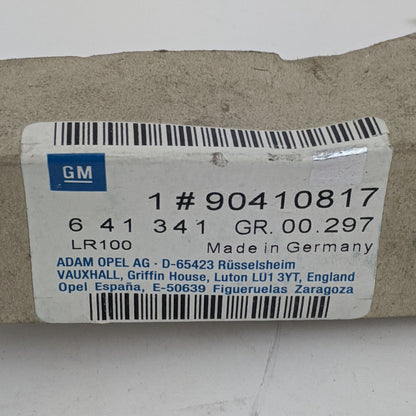 GM
1 # 90410817
6 41 341 GR. 00.297
LR100 Made in Germany
ADAM OPEL AG - D-65423 Rüsselsheim
VAUXHALL, Griffin House, Luton LU1 3YT, England
Opel España, E-50639 Figueruelas Zaragoza